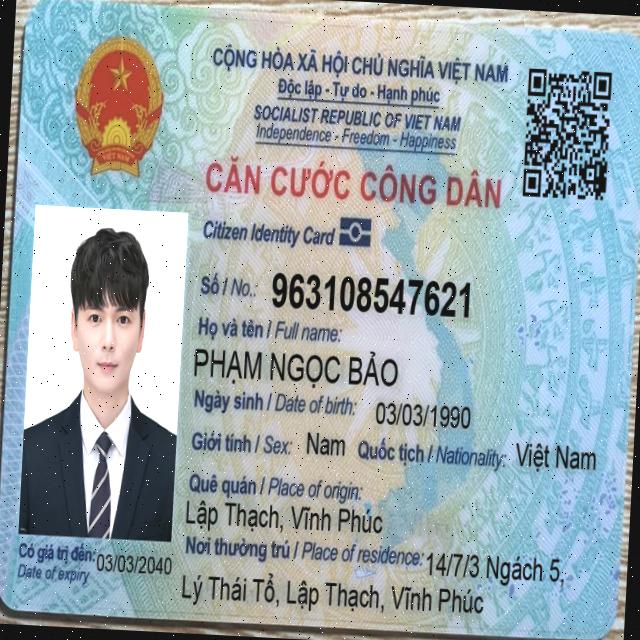 CỘNG HÒA XÃ HỘI CHỦ NGHĨA VIỆT NAM
Độc lập - Tự do - Hạnh phúc
SOCIALIST REPUBLIC OF VIET NAM
Independence - Freedom - Happiness
CĂN CƯỚC CÔNG DÂN
Citizen Identity Card
Số / No.: 963108547621
Họ và tên / Full name:
PHẠM NGỌC BẢO
Ngày sinh / Date of birth: 03/03/1990
Giới tính / Sex: Nam Quốc tịch / Nationality: Việt Nam
Quê quán / Place of origin:
Lập Thạch, Vĩnh Phúc
Nơi thường trú / Place of residence: 14/7/3 Ngách 5,
Lý Thái Tổ, Lập Thạch, Vĩnh Phúc
Có giá trị đến: 03/03/2040
Date of expiry
VIỆT NAM